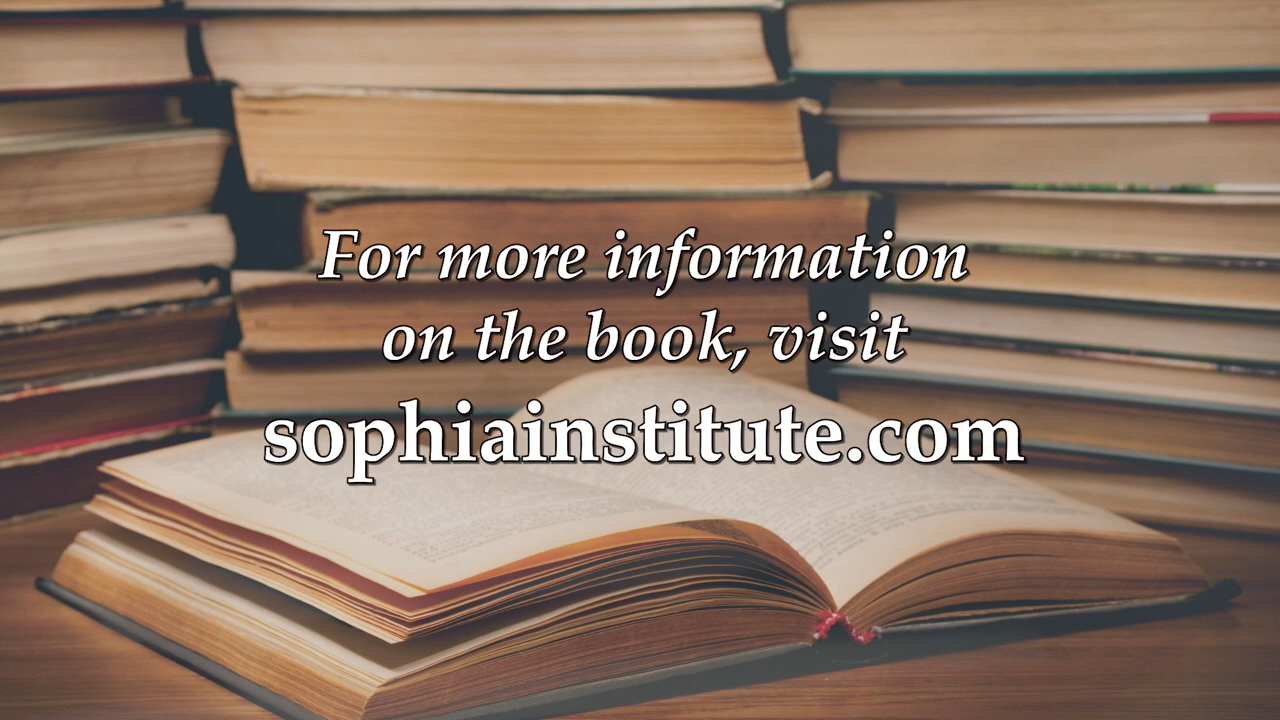 For more information
on the book, visit
sophiainstitute.com